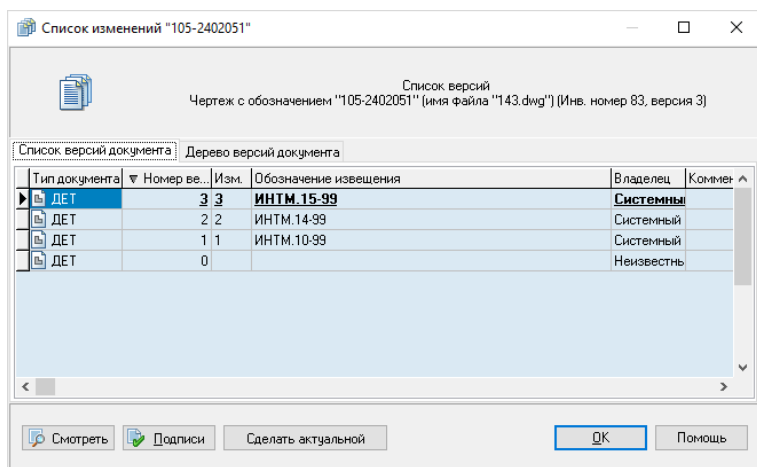 Список изменений "105-2402051"
Список версий
Чертеж с обозначением "105-2402051" (имя файла "143.dwg") (Инв. номер 83, версия 3)
Список версий документа Дерево версий документа
Тип документа Номер ве... Изм. Обозначение извещения Владелец Коммен
ДЕТ 3 3 ИНТМ.15-99 Системны
ДЕТ 2 2 ИНТМ.14-99 Системный
ДЕТ 1 1 ИНТМ.10-99 Системный
ДЕТ 0 Неизвестнь
Смотреть Подписи Сделать актуальной OK Помощь